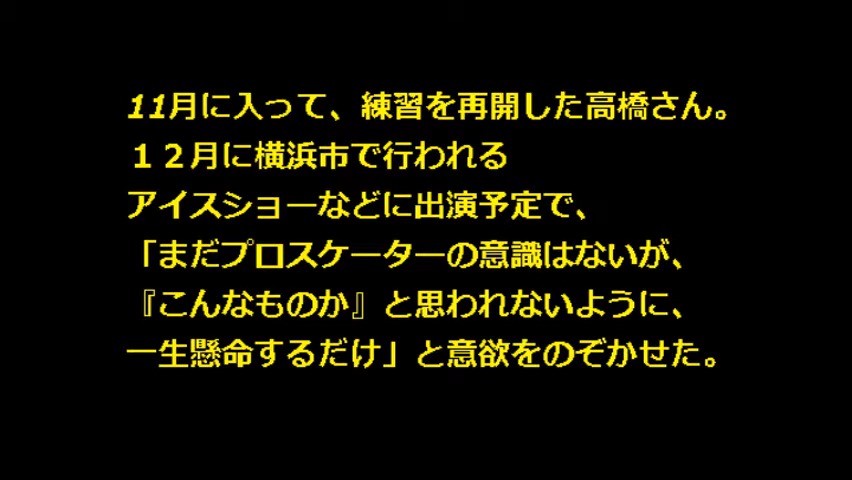 11月に入って、練習を再開した高橋さん。
１２月に横浜市で行われる
アイスショーなどに出演予定で、
「まだプロスケーターの意識はないが、
『こんなものか』と思われないように、
一生懸命するだけ」と意欲をのぞかせた。